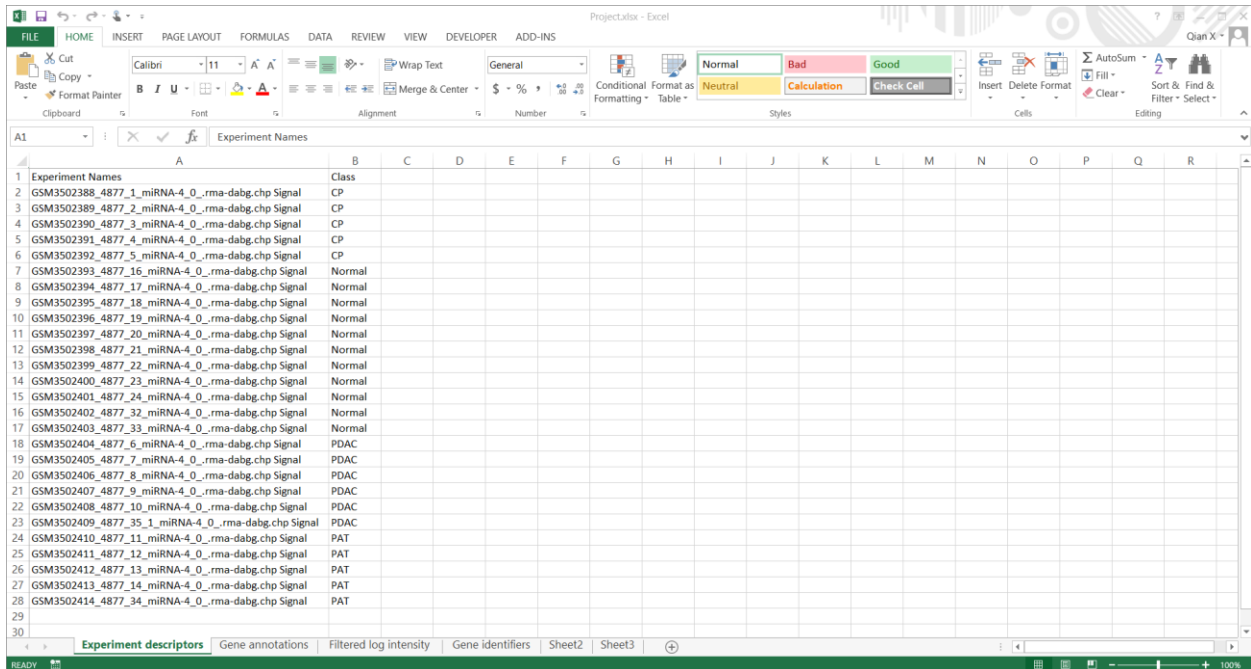 Project.xlsx - Excel
FILE HOME INSERT PAGE LAYOUT FORMULAS DATA REVIEW VIEW DEVELOPER ADD-INS Qian X
Paste Cut Copy Format Painter Clipboard
Calibri 11 B I U A Font
Wrap Text Merge & Center Alignment
General $ % , Number
Conditional Formatting Format as Table Normal Bad Good Neutral Calculation Check Cell Styles
Insert Delete Format Cells
AutoSum Fill Clear Sort & Filter Find & Select Editing
A1 fx Experiment Names
A B C D E F G H I J K L M N O P Q R
1 Experiment Names Class
2 GSM3502388_4877_1_miRNA-4_0_.rma-dabg.chp Signal CP
3 GSM3502389_4877_2_miRNA-4_0_.rma-dabg.chp Signal CP
4 GSM3502390_4877_3_miRNA-4_0_.rma-dabg.chp Signal CP
5 GSM3502391_4877_4_miRNA-4_0_.rma-dabg.chp Signal CP
6 GSM3502392_4877_5_miRNA-4_0_.rma-dabg.chp Signal CP
7 GSM3502393_4877_16_miRNA-4_0_.rma-dabg.chp Signal Normal
8 GSM3502394_4877_17_miRNA-4_0_.rma-dabg.chp Signal Normal
9 GSM3502395_4877_18_miRNA-4_0_.rma-dabg.chp Signal Normal
10 GSM3502396_4877_19_miRNA-4_0_.rma-dabg.chp Signal Normal
11 GSM3502397_4877_20_miRNA-4_0_.rma-dabg.chp Signal Normal
12 GSM3502398_4877_21_miRNA-4_0_.rma-dabg.chp Signal Normal
13 GSM3502399_4877_22_miRNA-4_0_.rma-dabg.chp Signal Normal
14 GSM3502400_4877_23_miRNA-4_0_.rma-dabg.chp Signal Normal
15 GSM3502401_4877_24_miRNA-4_0_.rma-dabg.chp Signal Normal
16 GSM3502402_4877_32_miRNA-4_0_.rma-dabg.chp Signal Normal
17 GSM3502403_4877_33_miRNA-4_0_.rma-dabg.chp Signal Normal
18 GSM3502404_4877_6_miRNA-4_0_.rma-dabg.chp Signal PDAC
19 GSM3502405_4877_7_miRNA-4_0_.rma-dabg.chp Signal PDAC
20 GSM3502406_4877_8_miRNA-4_0_.rma-dabg.chp Signal PDAC
21 GSM3502407_4877_9_miRNA-4_0_.rma-dabg.chp Signal PDAC
22 GSM3502408_4877_10_miRNA-4_0_.rma-dabg.chp Signal PDAC
23 GSM3502409_4877_35_1_miRNA-4_0_.rma-dabg.chp Signal PDAC
24 GSM3502410_4877_11_miRNA-4_0_.rma-dabg.chp Signal PAT
25 GSM3502411_4877_12_miRNA-4_0_.rma-dabg.chp Signal PAT
26 GSM3502412_4877_13_miRNA-4_0_.rma-dabg.chp Signal PAT
27 GSM3502413_4877_14_miRNA-4_0_.rma-dabg.chp Signal PAT
28 GSM3502414_4877_34_miRNA-4_0_.rma-dabg.chp Signal PAT
29
30
Experiment descriptors Gene annotations Filtered log intensity Gene identifiers Sheet2 Sheet3
READY 100%